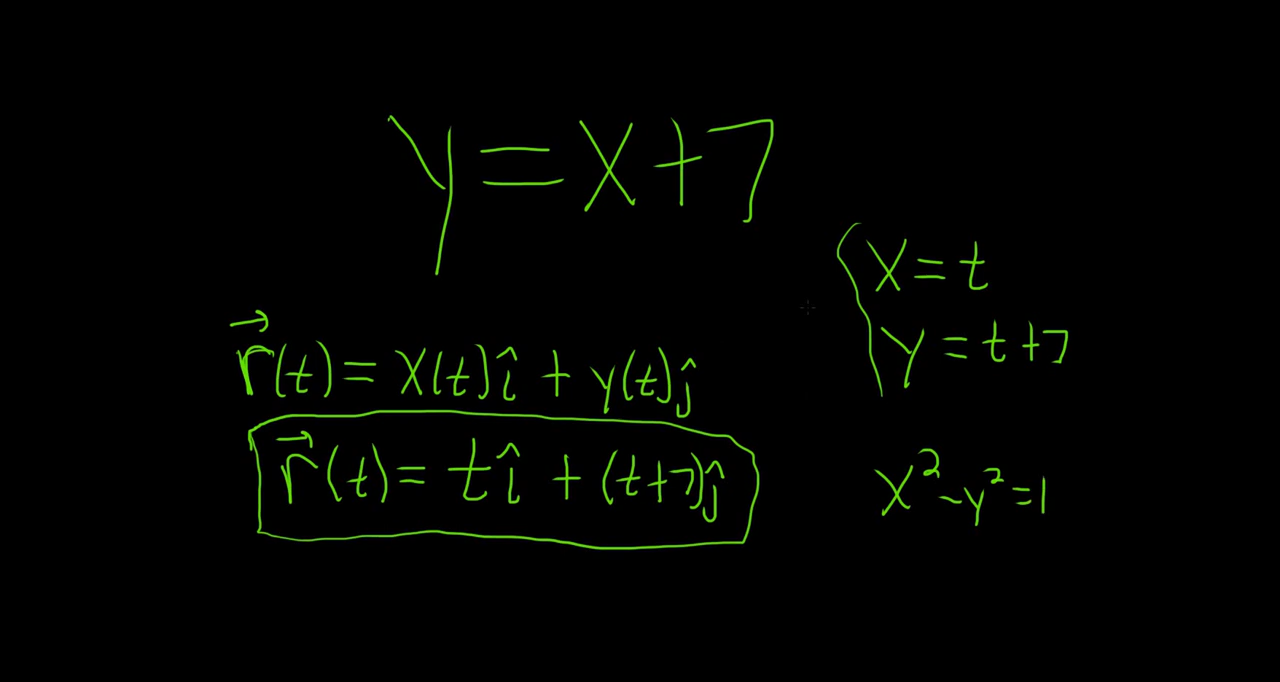 y=x+7
x=t
y=t+7
r⃗(t)=x(t)î+y(t)ĵ
r⃗(t)=tî+(t+7)ĵ
x²-y²=1